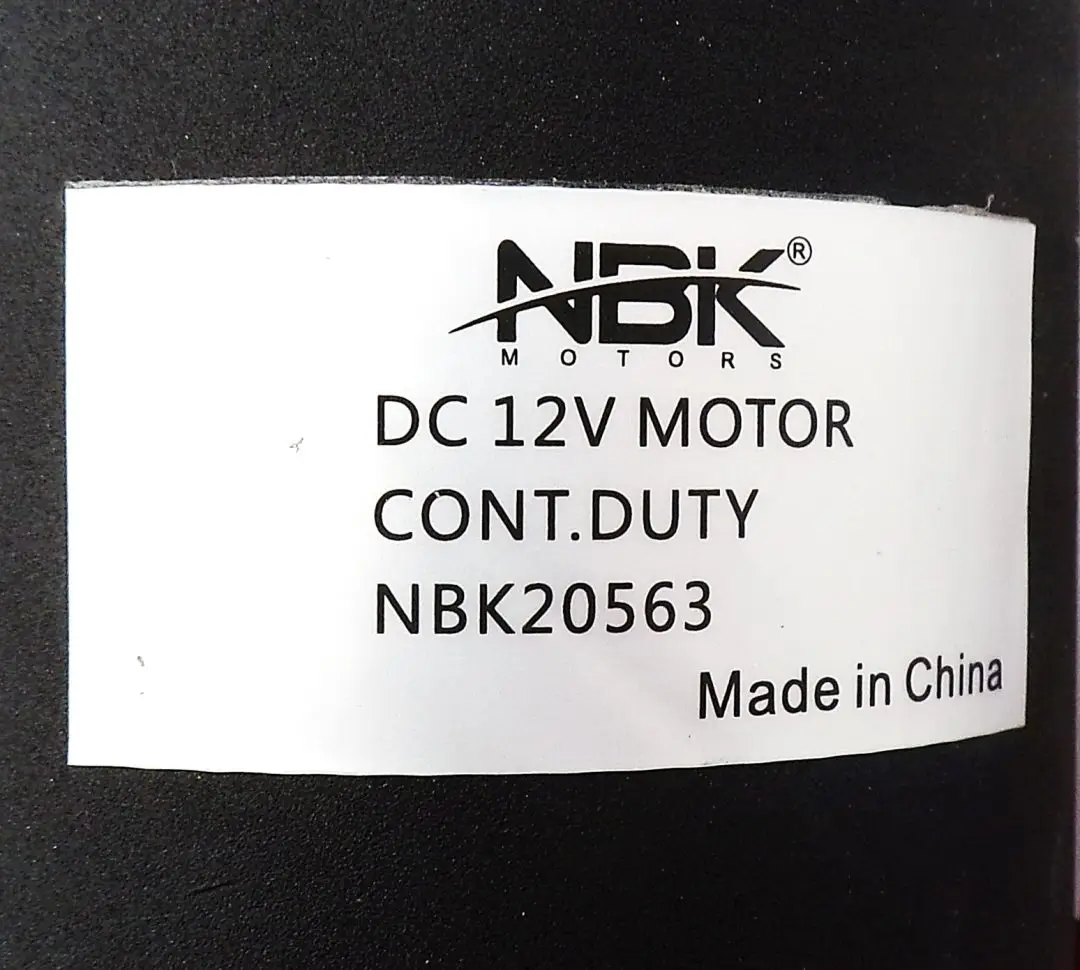 NBK®
MOTORS
DC 12V MOTOR
CONT.DUTY
NBK20563
Made in China